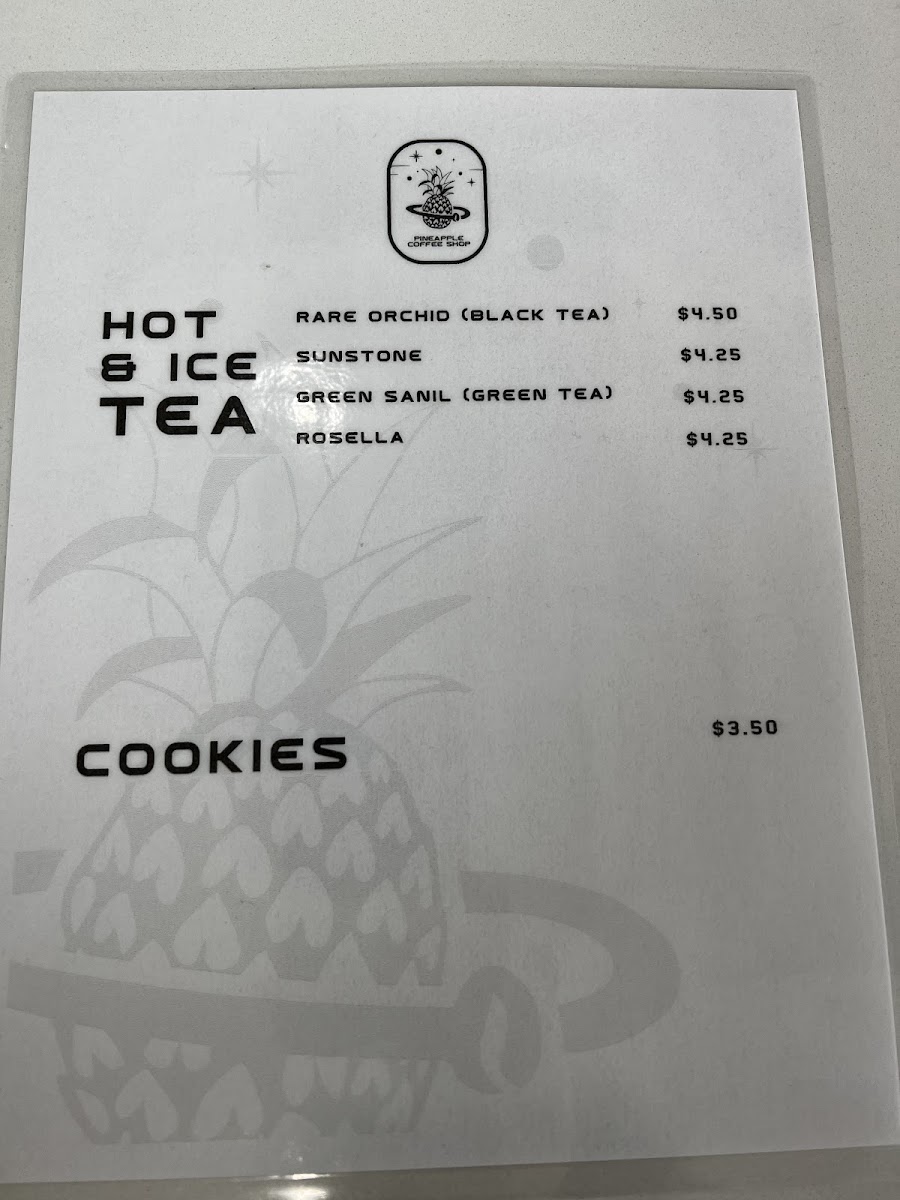 PINEAPPLE
COFFEE SHOP
HOT
& ICE
TEA
RARE ORCHID (BLACK TEA) $4.50
SUNSTONE $4.25
GREEN SANIL (GREEN TEA) $4.25
ROSELLA $4.25
COOKIES $3.50